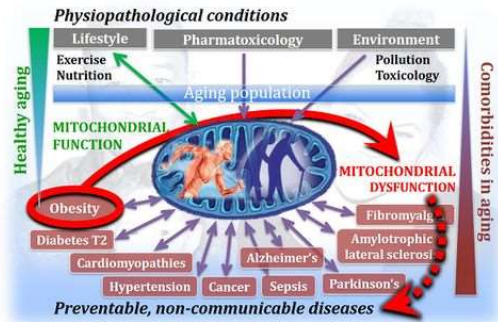 Physiopathological conditions
Lifestyle
Pharmatoxicology
Environment
Exercise
Nutrition
Pollution
Toxicology
Aging population
Healthy aging
Comorbidities in aging
MITOCHONDRIAL
FUNCTION
MITOCHONDRIAL
DYSFUNCTION
Obesity
Fibromyalg
Diabetes T2
Amylotrophic
lateral sclerosi
Cardiomyopathies
Alzheimer's
Hypertension
Cancer
Sepsis
Parkinson's
Preventable, non-communicable diseases